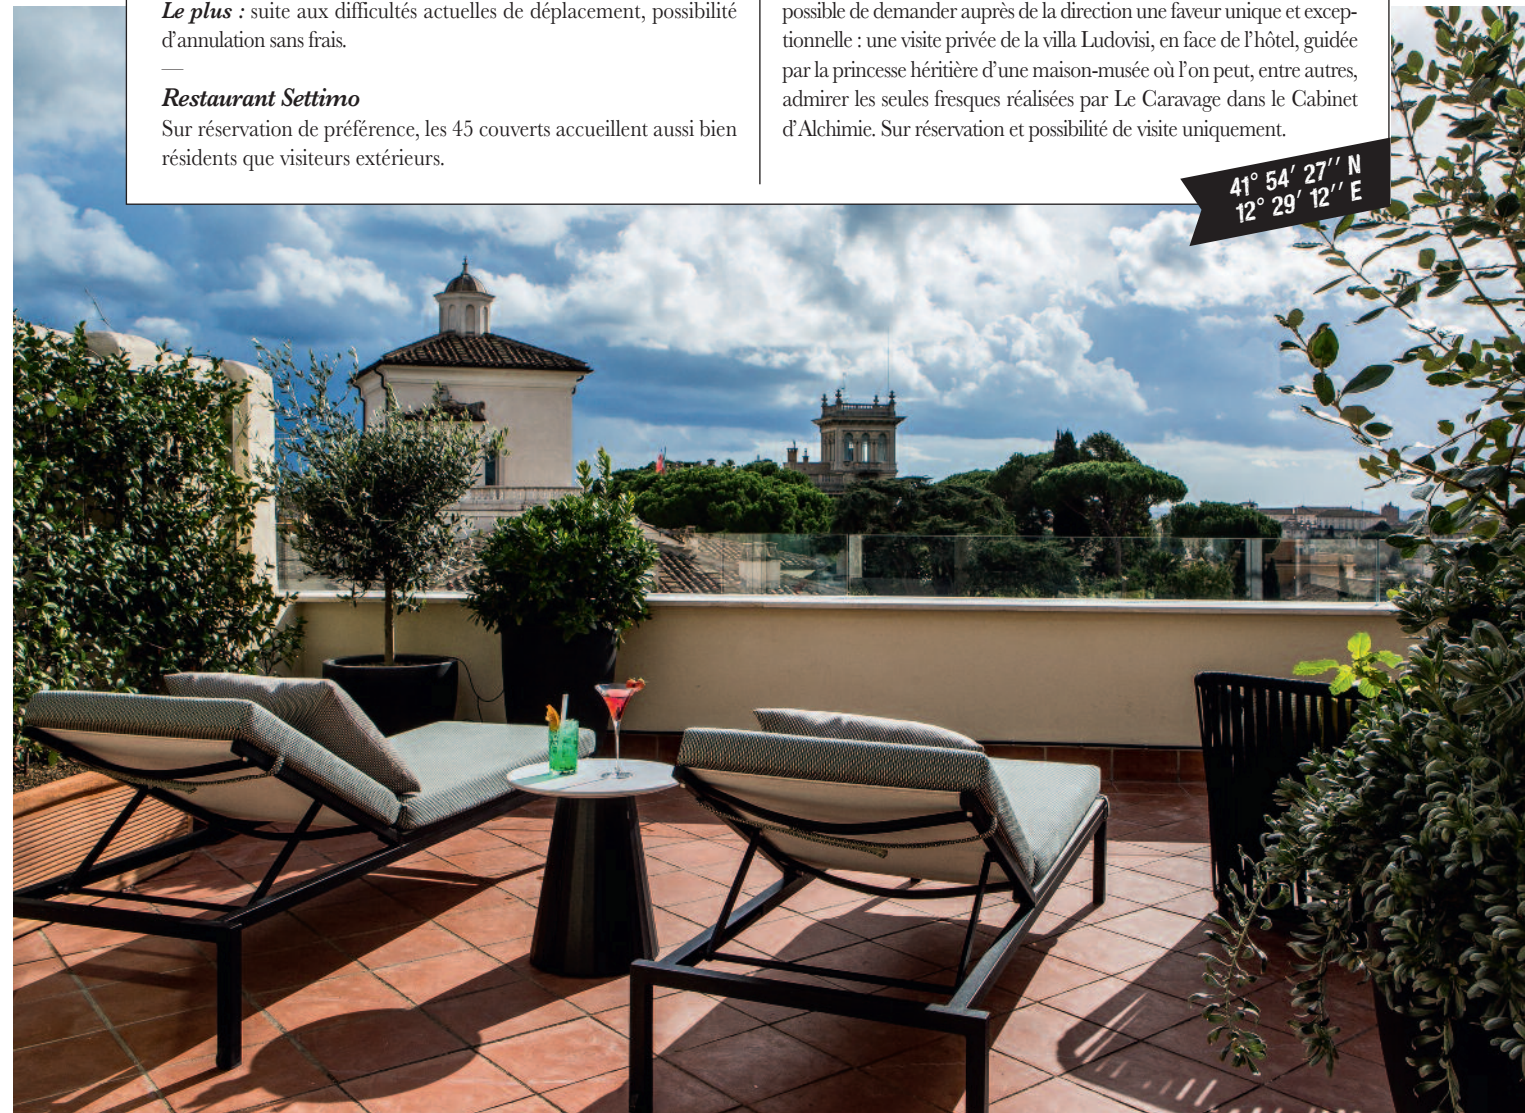 Le plus : suite aux difficultés actuelles de déplacement, possibilité
d’annulation sans frais.
—
Restaurant Settimo
Sur réservation de préférence, les 45 couverts accueillent aussi bien
résidents que visiteurs extérieurs.
possible de demander auprès de la direction une faveur unique et excep-
tionnelle : une visite privée de la villa Ludovisi, en face de l’hôtel, guidée
par la princesse héritière d’une maison-musée où l’on peut, entre autres,
admirer les seules fresques réalisées par Le Caravage dans le Cabinet
d’Alchimie. Sur réservation et possibilité de visite uniquement.
41° 54′ 27′′ N
12° 29′ 12′′ E